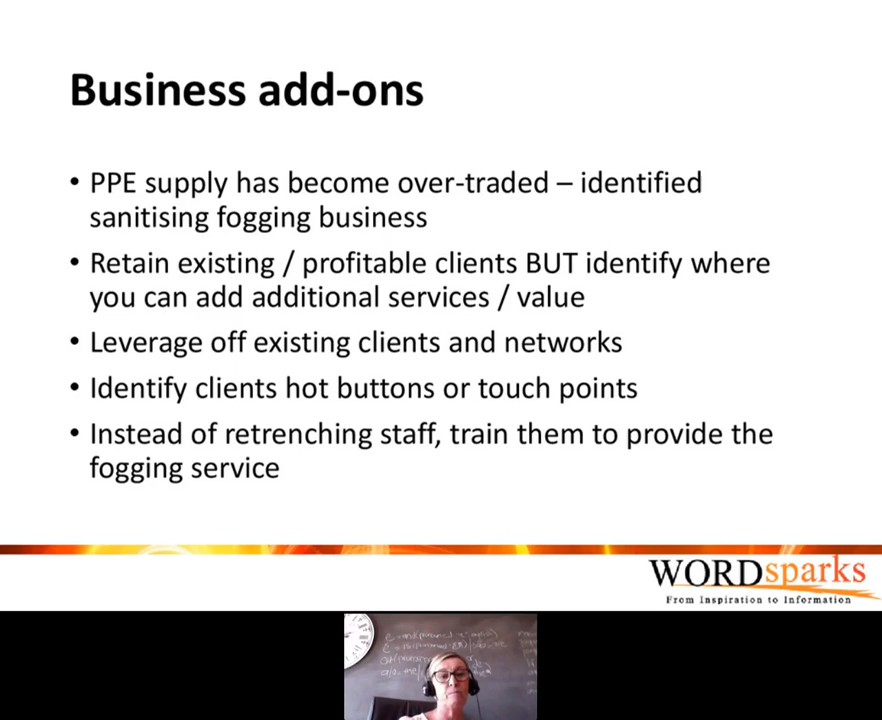 Business add-ons
• PPE supply has become over-traded – identified
sanitising fogging business
• Retain existing / profitable clients BUT identify where
you can add additional services / value
• Leverage off existing clients and networks
• Identify clients hot buttons or touch points
• Instead of retrenching staff, train them to provide the
fogging service
WORDsparks
From Inspiration to Information